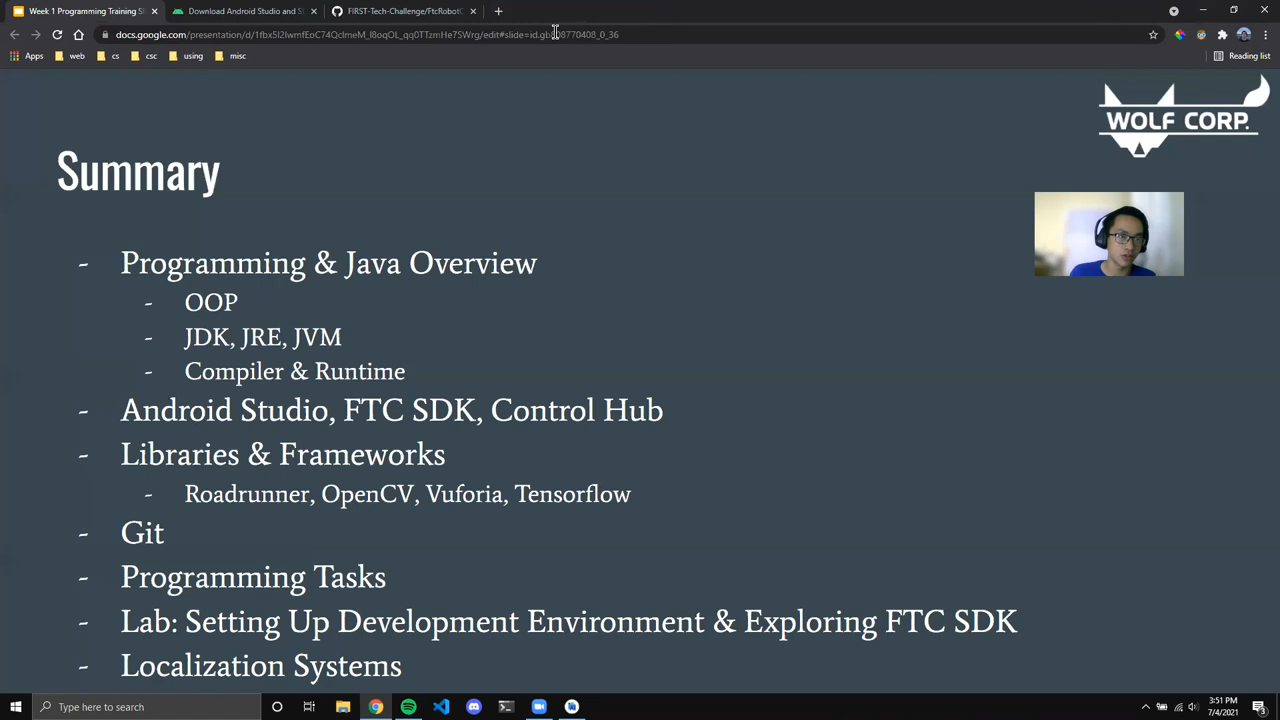 Week 1 Programming Training Sl
Download Android Studio and S
FIRST-Tech-Challenge/FtcRobotC
Reading list
Apps
web
cs
csc
using
misc
WOLF CORP.
Summary
- Programming & Java Overview
- OOP
- JDK, JRE, JVM
- Compiler & Runtime
- Android Studio, FTC SDK, Control Hub
- Libraries & Frameworks
- Roadrunner, OpenCV, Vuforia, Tensorflow
- Git
- Programming Tasks
- Lab: Setting Up Development Environment & Exploring FTC SDK
- Localization Systems
Type here to search
3:51 PM
7/4/2021